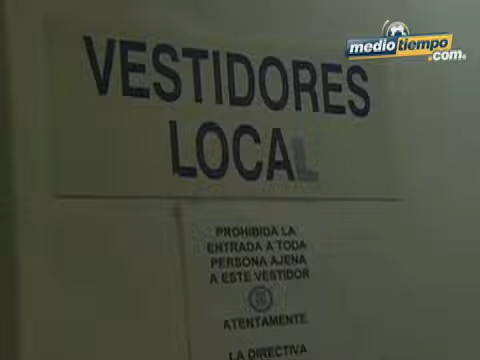 mediotiempo
.com
VESTIDORES
LOCAL
PROHIBIDA LA
ENTRADA A TODA
PERSONA AJENA
A ESTE VESTIDOR
ATENTAMENTE
LA DIRECTIVA